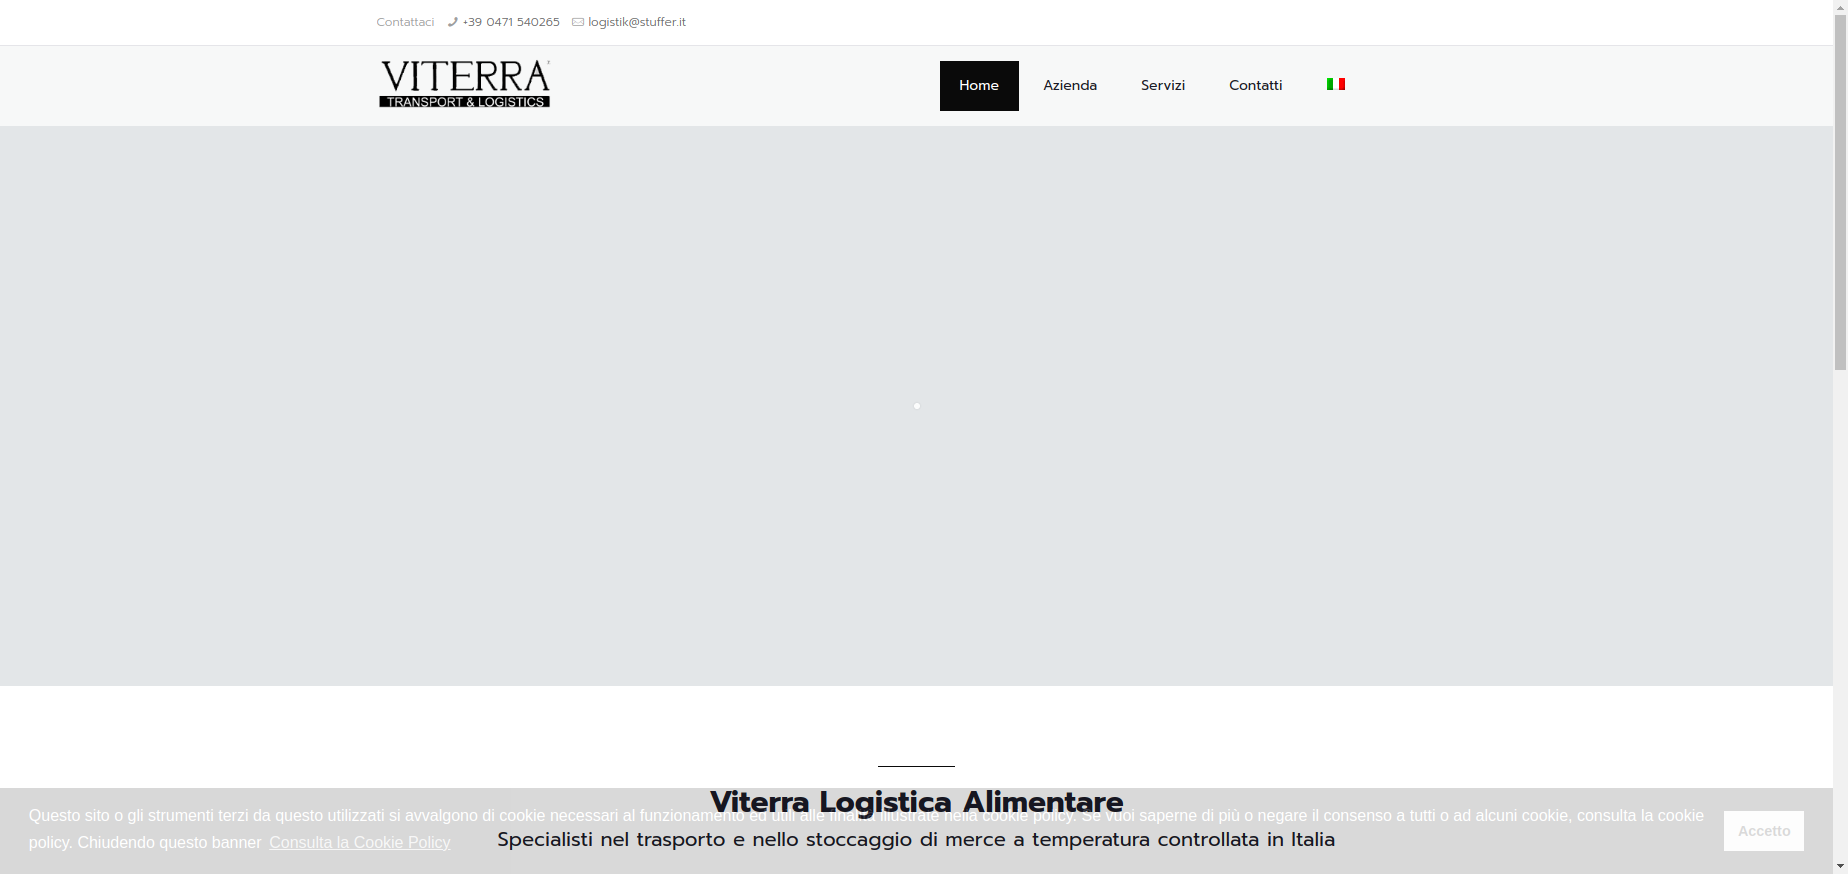 Contattaci +39 0471 540265 logistik@stuffer.it
VITERRA
TRANSPORT & LOGISTICS
Home Azienda Servizi Contatti
Viterra Logistica Alimentare
Specialisti nel trasporto e nello stoccaggio di merce a temperatura controllata in Italia
Questo sito o gli strumenti terzi da questo utilizzati si avvalgono di cookie necessari al funzionamento ed utili alle finalità illustrate nella cookie policy. Se vuoi saperne di più o negare il consenso a tutti o ad alcuni cookie, consulta la cookie
policy. Chiudendo questo banner Consulta la Cookie Policy
Accetto